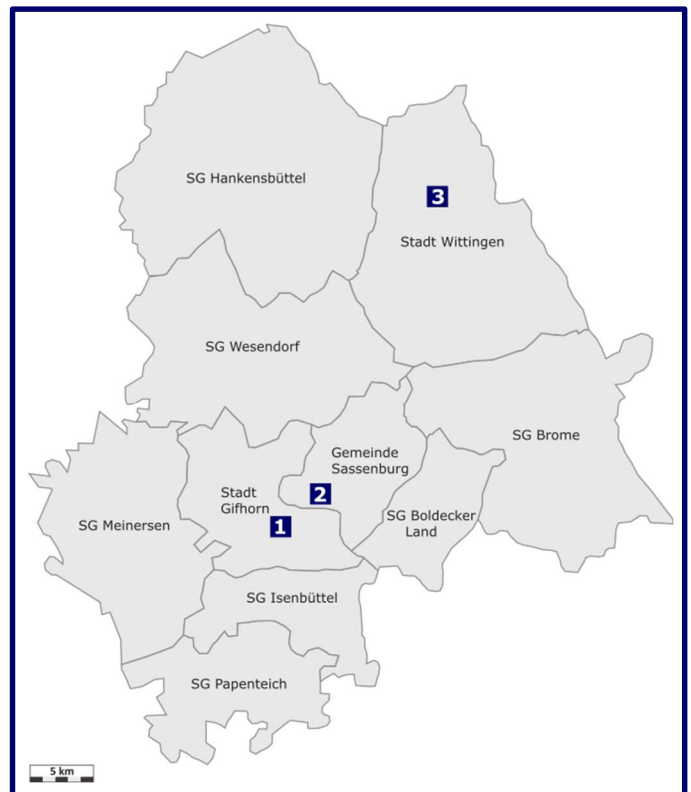 SG Hankensbüttel
3
Stadt Wittingen
SG Wesendorf
SG Brome
Gemeinde
Sassenburg
2
Stadt
Gifhorn
1
SG Boldecker
Land
SG Meinersen
SG Isenbüttel
SG Papenteich
5 km